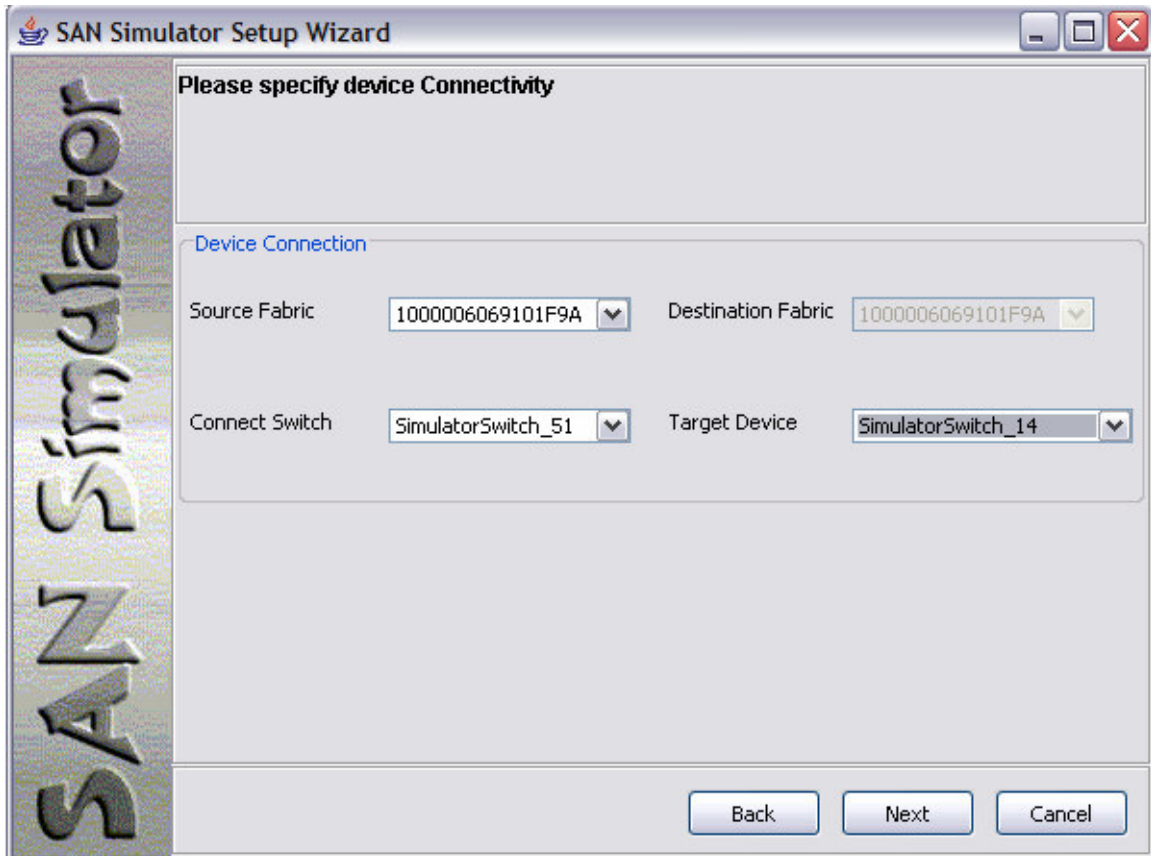 SAN Simulator Setup Wizard
SAN Simulator
Please specify device Connectivity
Device Connection
Source Fabric 1000006069101F9A Destination Fabric 1000006069101F9A
Connect Switch SimulatorSwitch_51 Target Device SimulatorSwitch_14
Back Next Cancel